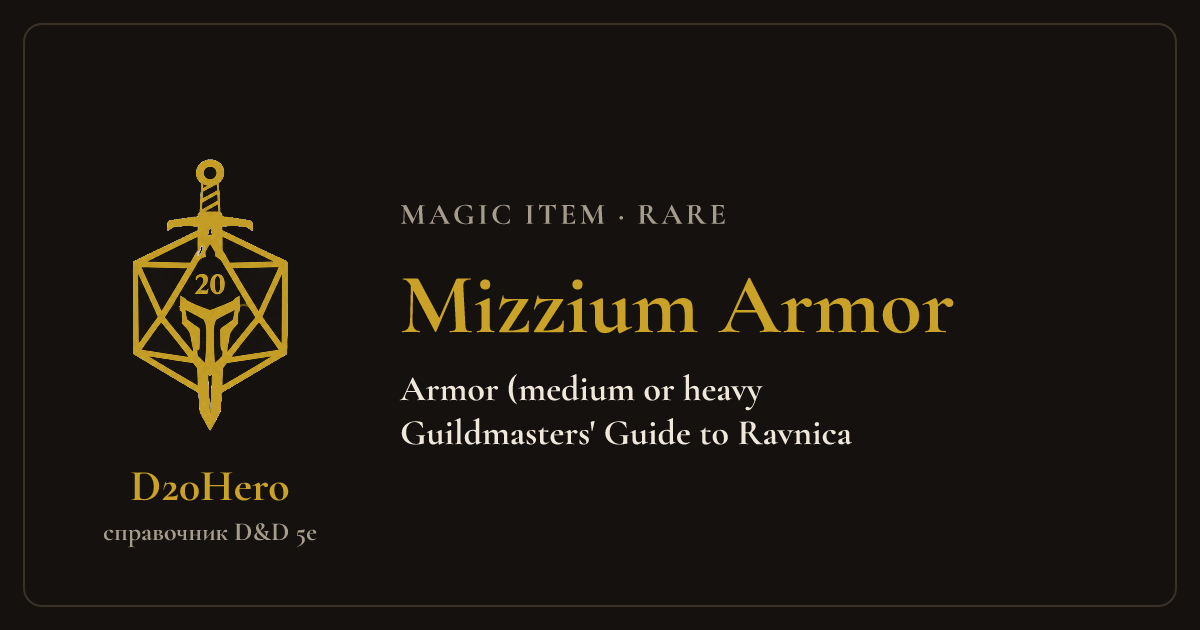 20
D20Hero
справочник D&D 5e
MAGIC ITEM · RARE
Mizzium Armor
Armor (medium or heavy
Guildmasters' Guide to Ravnica